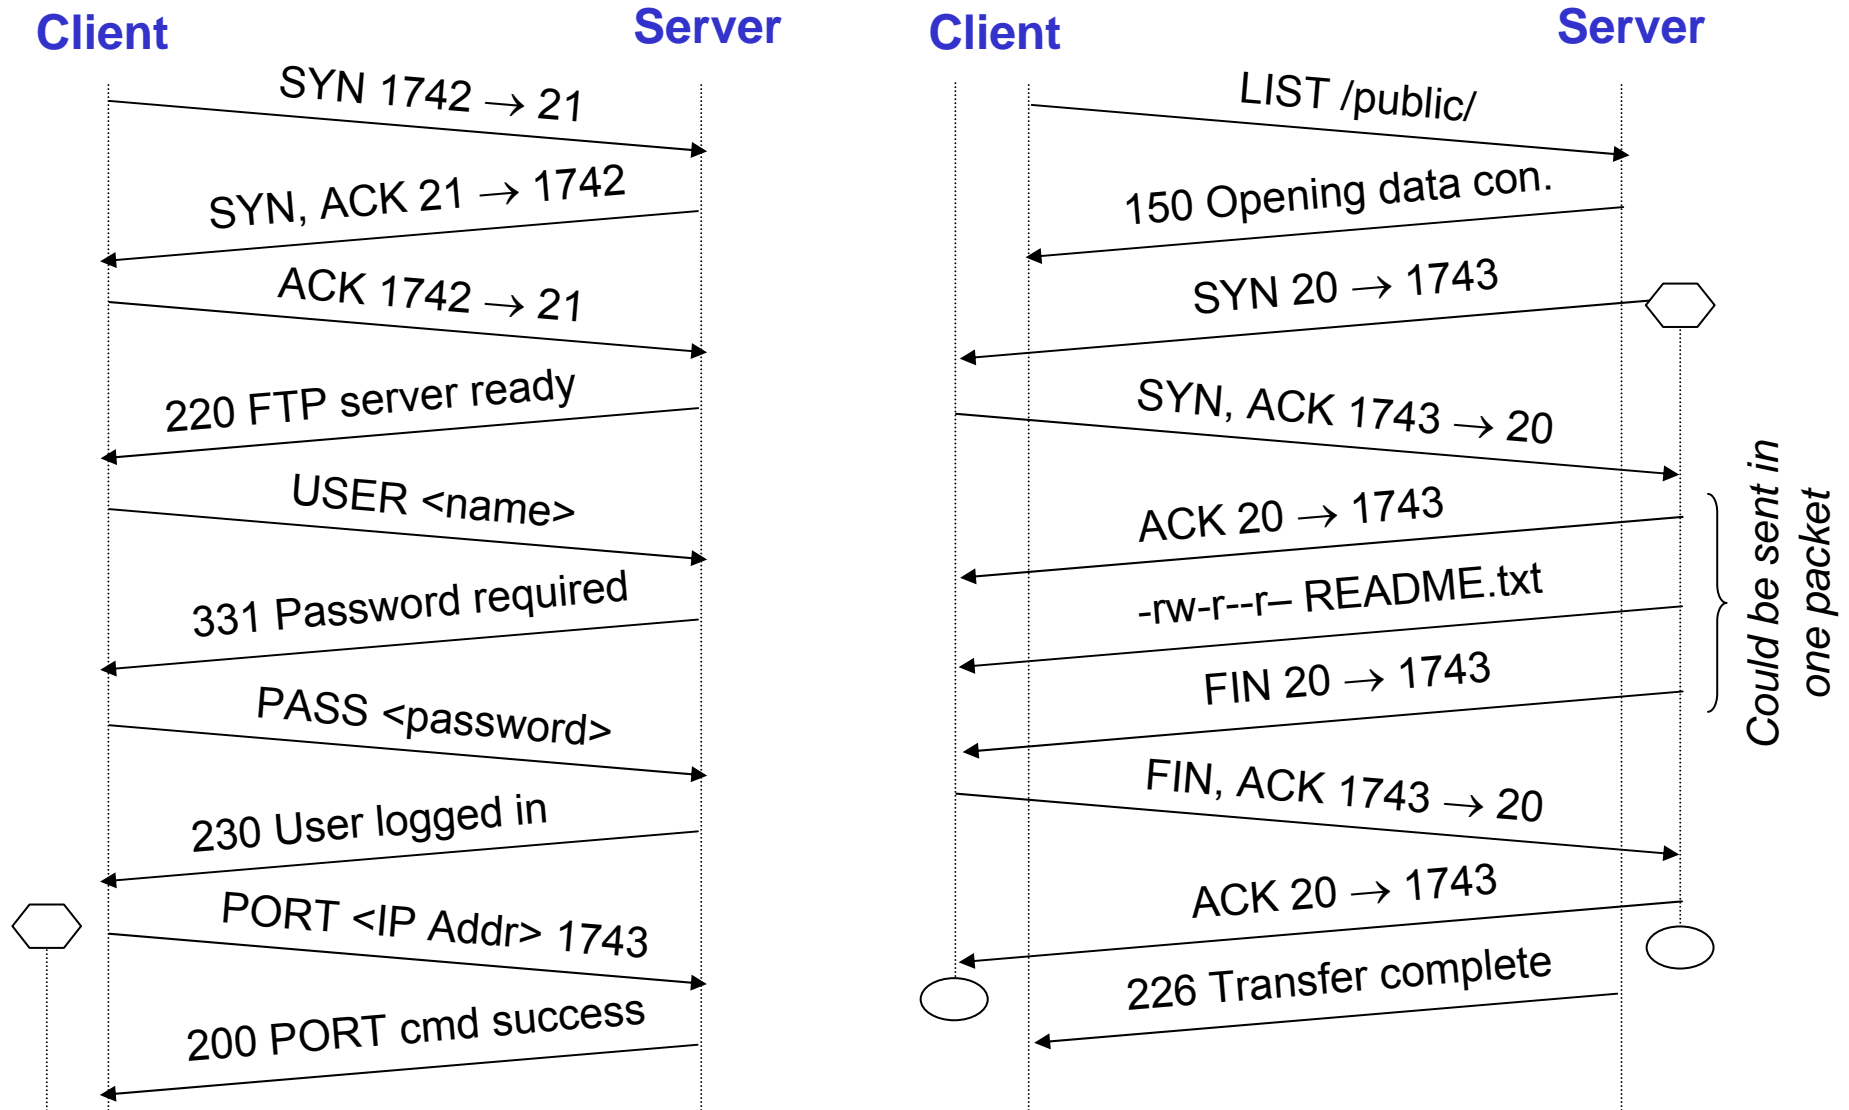 Client
Server
SYN 1742 → 21
SYN, ACK 21 → 1742
ACK 1742 → 21
220 FTP server ready
USER <name>
331 Password required
PASS <password>
230 User logged in
PORT <IP Addr> 1743
200 PORT cmd success
Client
Server
LIST /public/
150 Opening data con.
SYN 20 → 1743
SYN, ACK 1743 → 20
ACK 20 → 1743
-rw-r--r– README.txt
FIN 20 → 1743
FIN, ACK 1743 → 20
ACK 20 → 1743
226 Transfer complete
Could be sent in
one packet